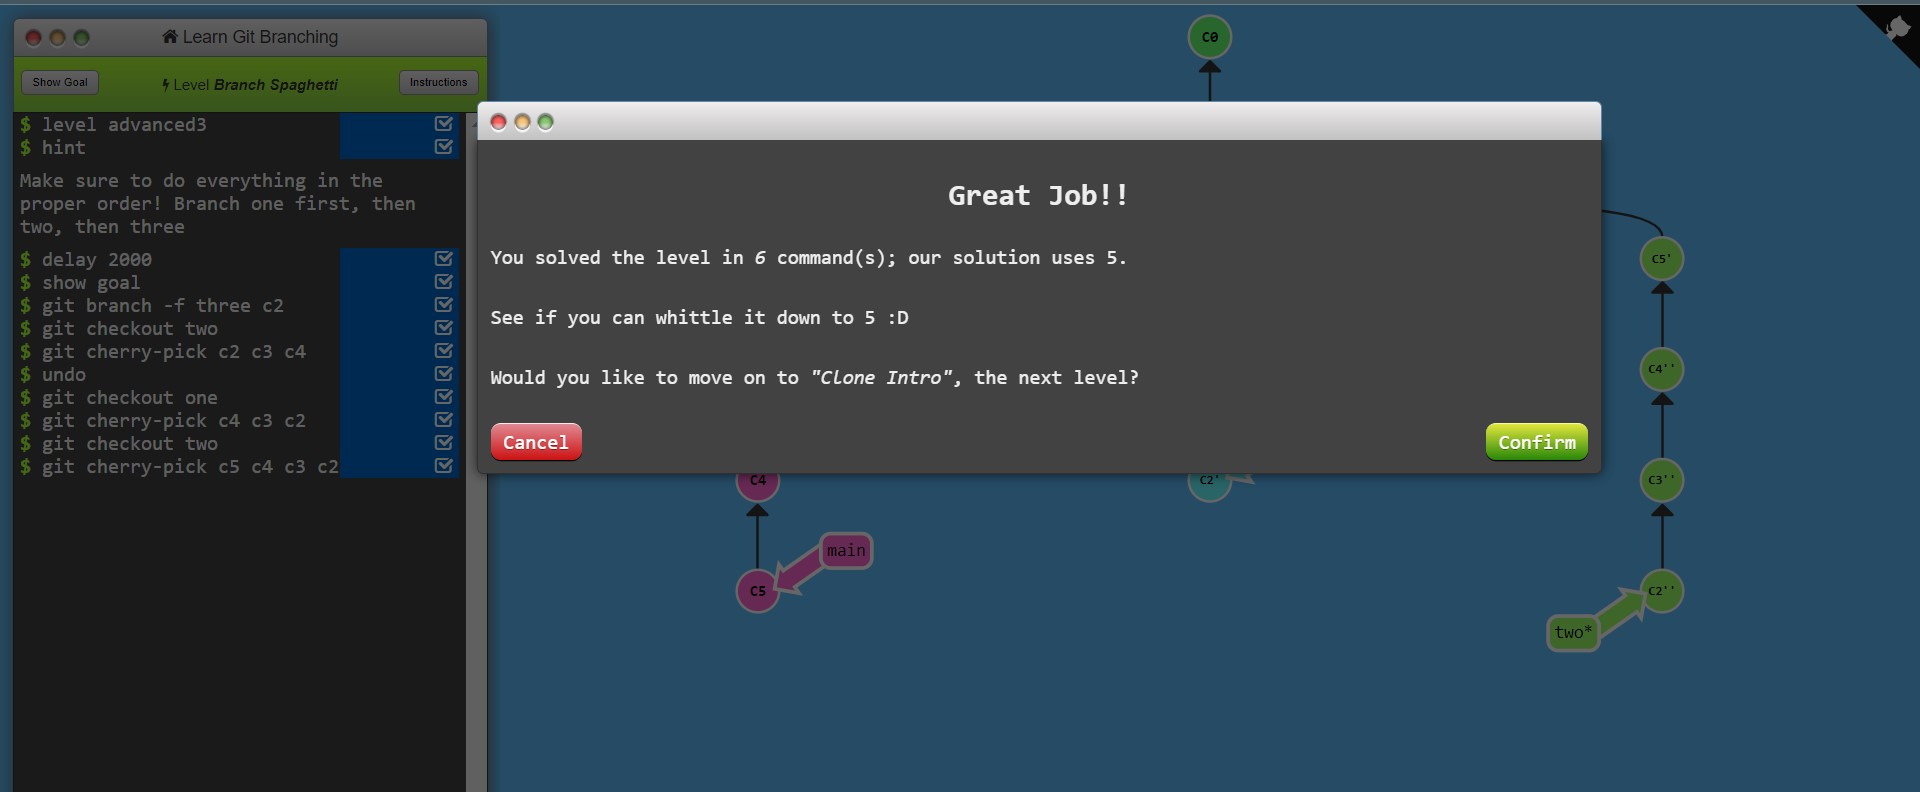 Learn Git Branching
Show Goal
Level Branch Spaghetti
Instructions
$ level advanced3
$ hint
Make sure to do everything in the
proper order! Branch one first, then
two, then three
$ delay 2000
$ show goal
$ git branch -f three c2
$ git checkout two
$ git cherry-pick c2 c3 c4
$ undo
$ git checkout one
$ git cherry-pick c4 c3 c2
$ git checkout two
$ git cherry-pick c5 c4 c3 c2
C0
Great Job!!
You solved the level in 6 command(s); our solution uses 5.
See if you can whittle it down to 5 :D
Would you like to move on to "Clone Intro", the next level?
Cancel
Confirm
C5'
C4''
C4
C2'
C3''
main
C5
C2''
two*